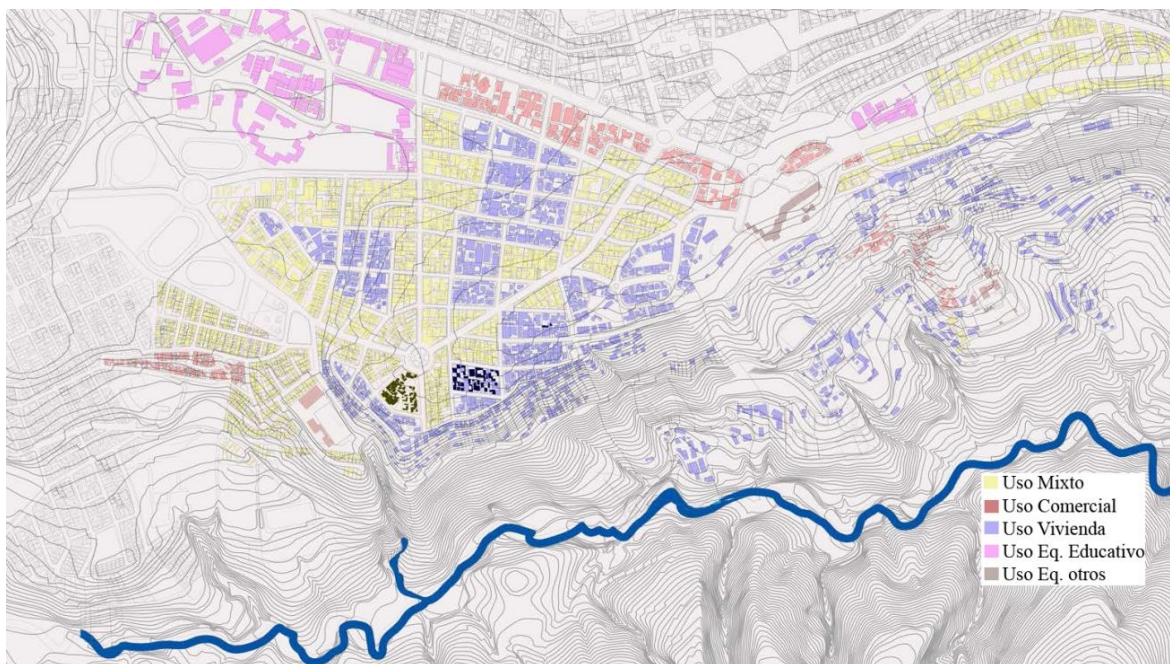 Uso Mixto
Uso Comercial
Uso Vivienda
Uso Eq. Educativo
Uso Eq. otros